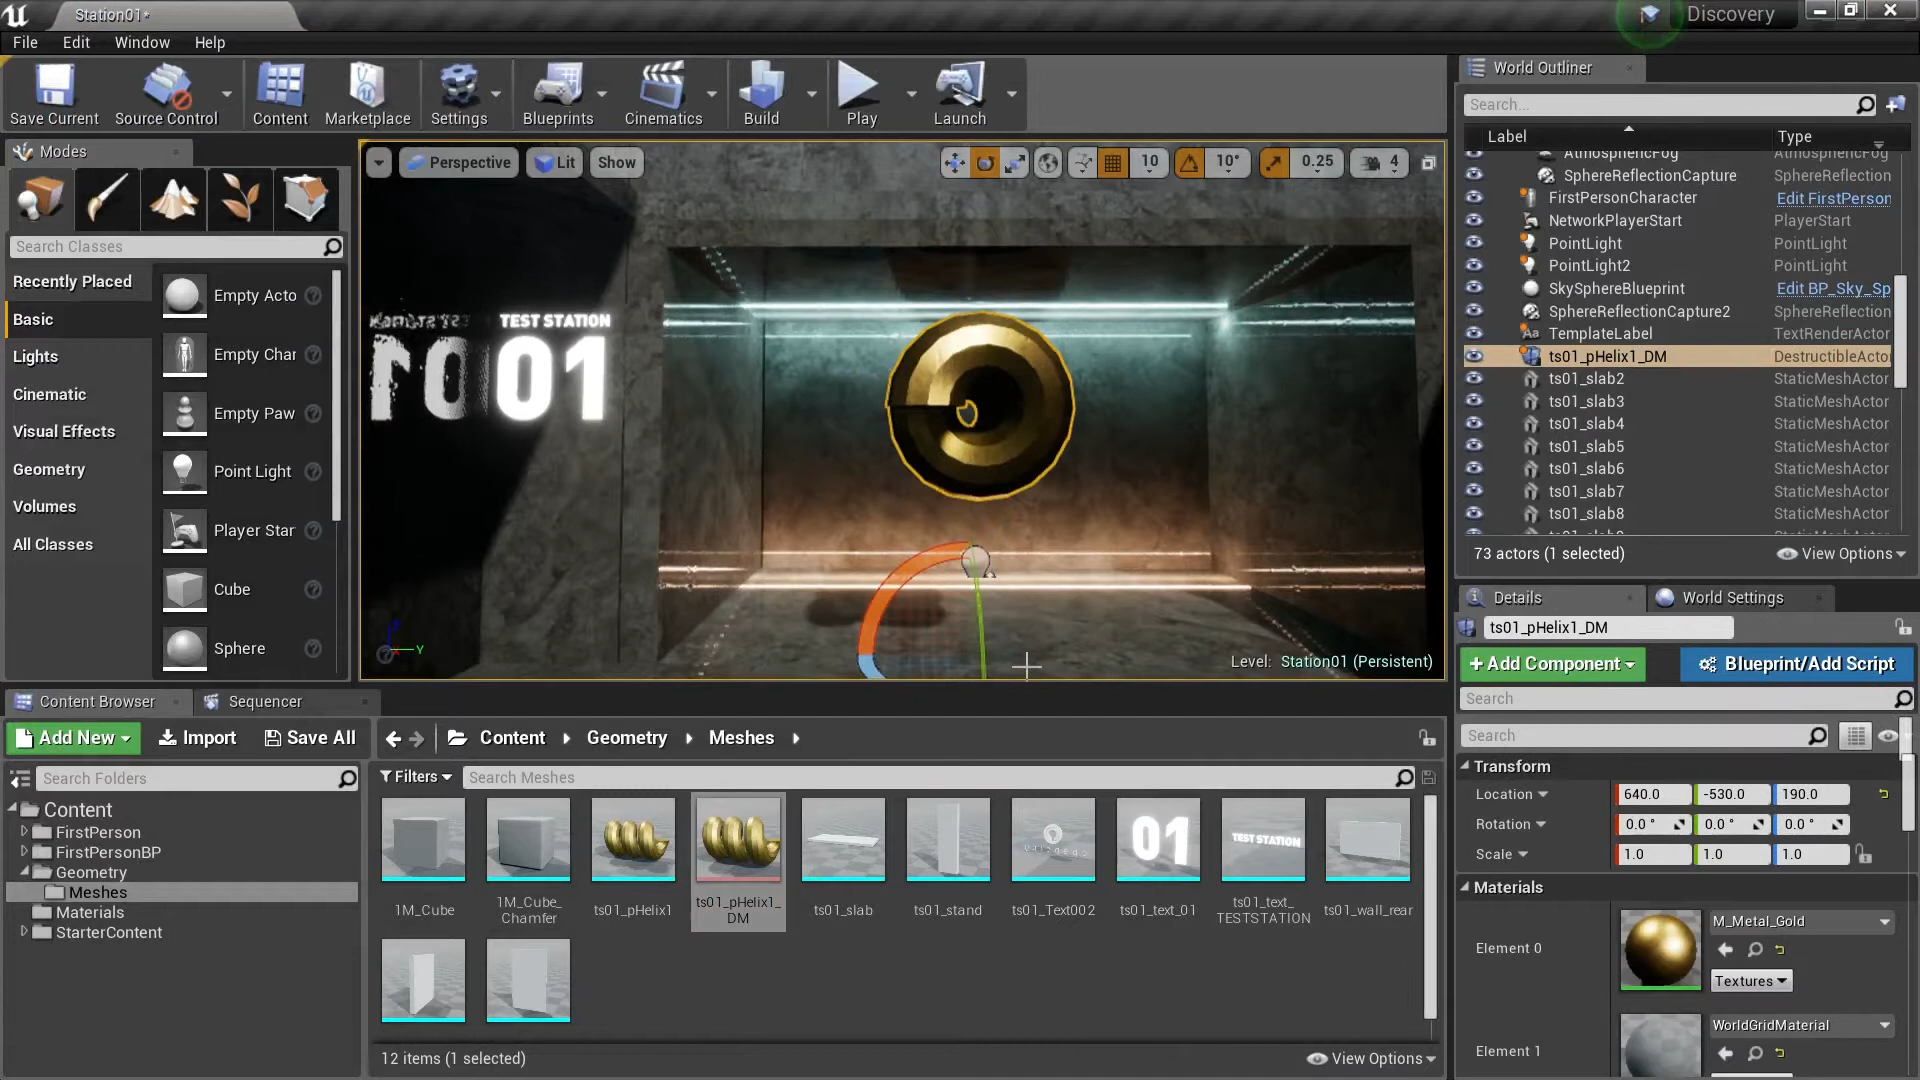 Station01*
Discovery
File Edit Window Help
Save Current Source Control Content Marketplace Settings Blueprints Cinematics Build Play Launch
Modes
Search Classes
Recently Placed
Basic
Lights
Cinematic
Visual Effects
Geometry
Volumes
All Classes
Empty Acto
Empty Char
Empty Paw
Point Light
Player Star
Cube
Sphere
Perspective Lit Show
10 10° 0.25 4
TEST STATION
01
Y
Level: Station01 (Persistent)
World Outliner
Search...
Label Type
AtmosphericFog AtmosphericFog
SphereReflectionCapture SphereReflection
FirstPersonCharacter Edit FirstPerson
NetworkPlayerStart PlayerStart
PointLight PointLight
PointLight2 PointLight
SkySphereBlueprint Edit BP_Sky_Sp
SphereReflectionCapture2 SphereReflection
TemplateLabel TextRenderActor
ts01_pHelix1_DM DestructibleActo
ts01_slab2 StaticMeshActor
ts01_slab3 StaticMeshActor
ts01_slab4 StaticMeshActor
ts01_slab5 StaticMeshActor
ts01_slab6 StaticMeshActor
ts01_slab7 StaticMeshActor
ts01_slab8 StaticMeshActor
73 actors (1 selected) View Options
Details World Settings
ts01_pHelix1_DM
+ Add Component Blueprint/Add Script
Search
Search
Transform
Location 640.0 -530.0 190.0
Rotation 0.0 ° 0.0 ° 0.0 °
Scale 1.0 1.0 1.0
Materials
Element 0
M_Metal_Gold
Textures
Element 1
WorldGridMaterial
Content Browser Sequencer
Add New Import Save All Content Geometry Meshes
Search Folders
Filters Search Meshes
Content
FirstPerson
FirstPersonBP
Geometry
Meshes
Materials
StarterContent
01
TEST STATION
1M_Cube
1M_Cube_
Chamfer
ts01_pHelix1
ts01_pHelix1_
DM
ts01_slab
ts01_stand
ts01_Text002
ts01_text_01
ts01_text_
TESTSTATION
ts01_wall_rear
12 items (1 selected) View Options